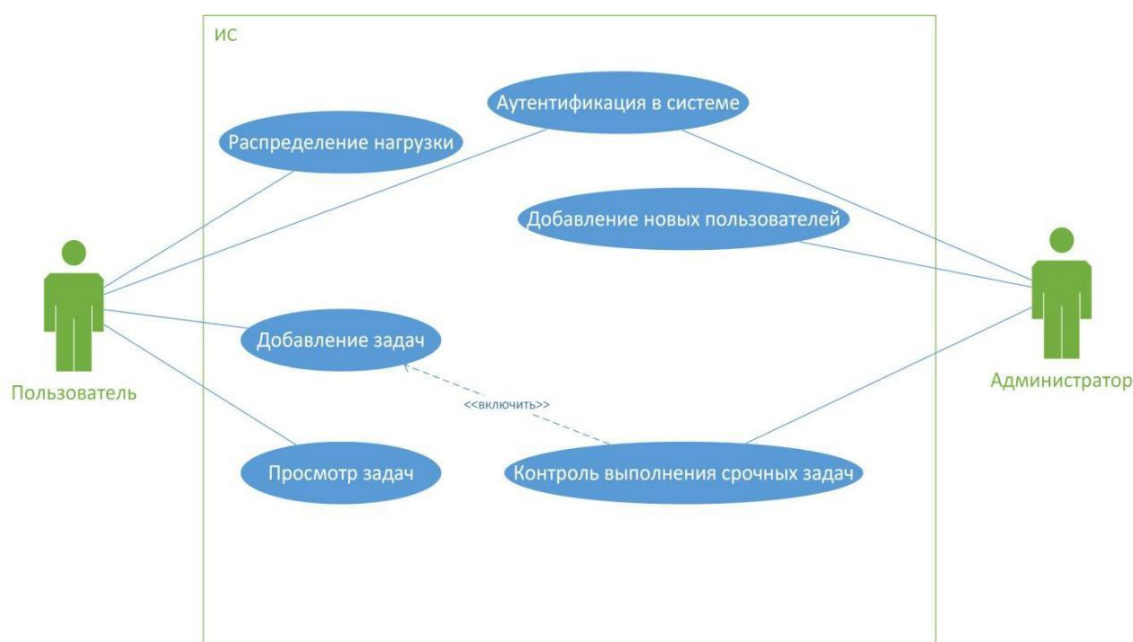 ИС
Аутентификация в системе
Распределение нагрузки
Добавление новых пользователей
Добавление задач
Пользователь
Администратор
<<включить>>
Просмотр задач
Контроль выполнения срочных задач